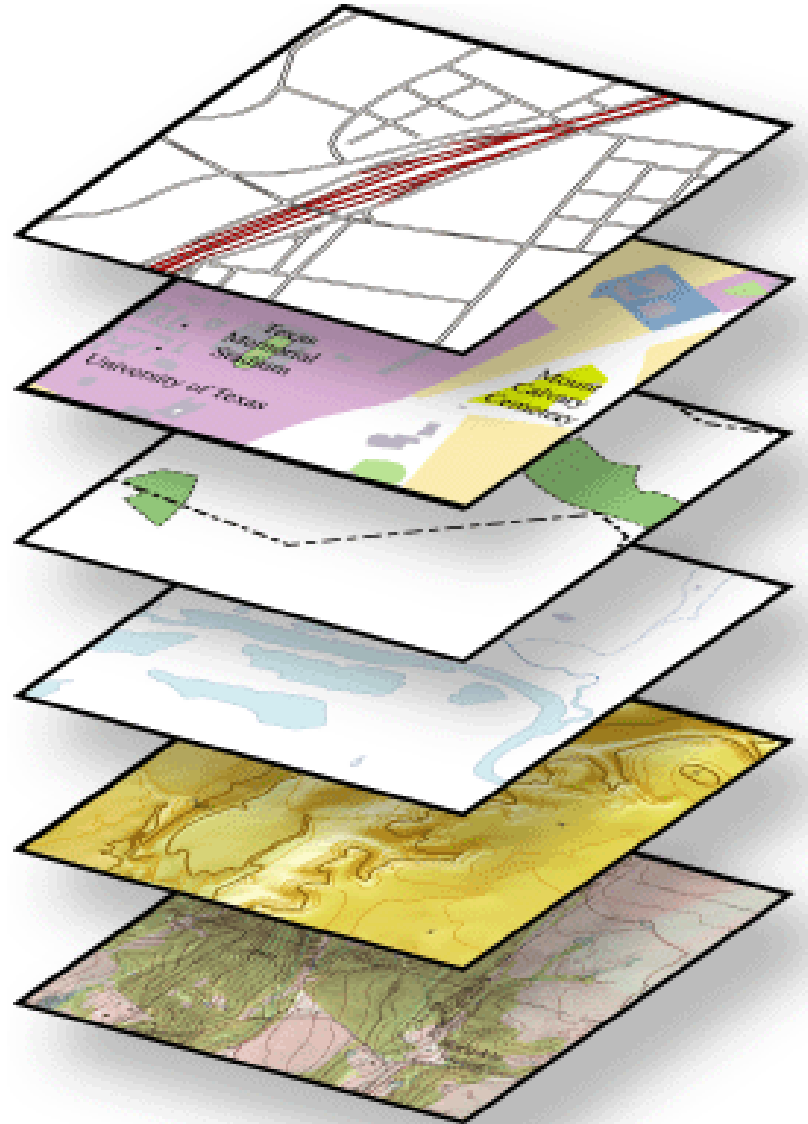 Texas
Memorial
Stadium
University of Texas
Mount
Calvary
Cemetery